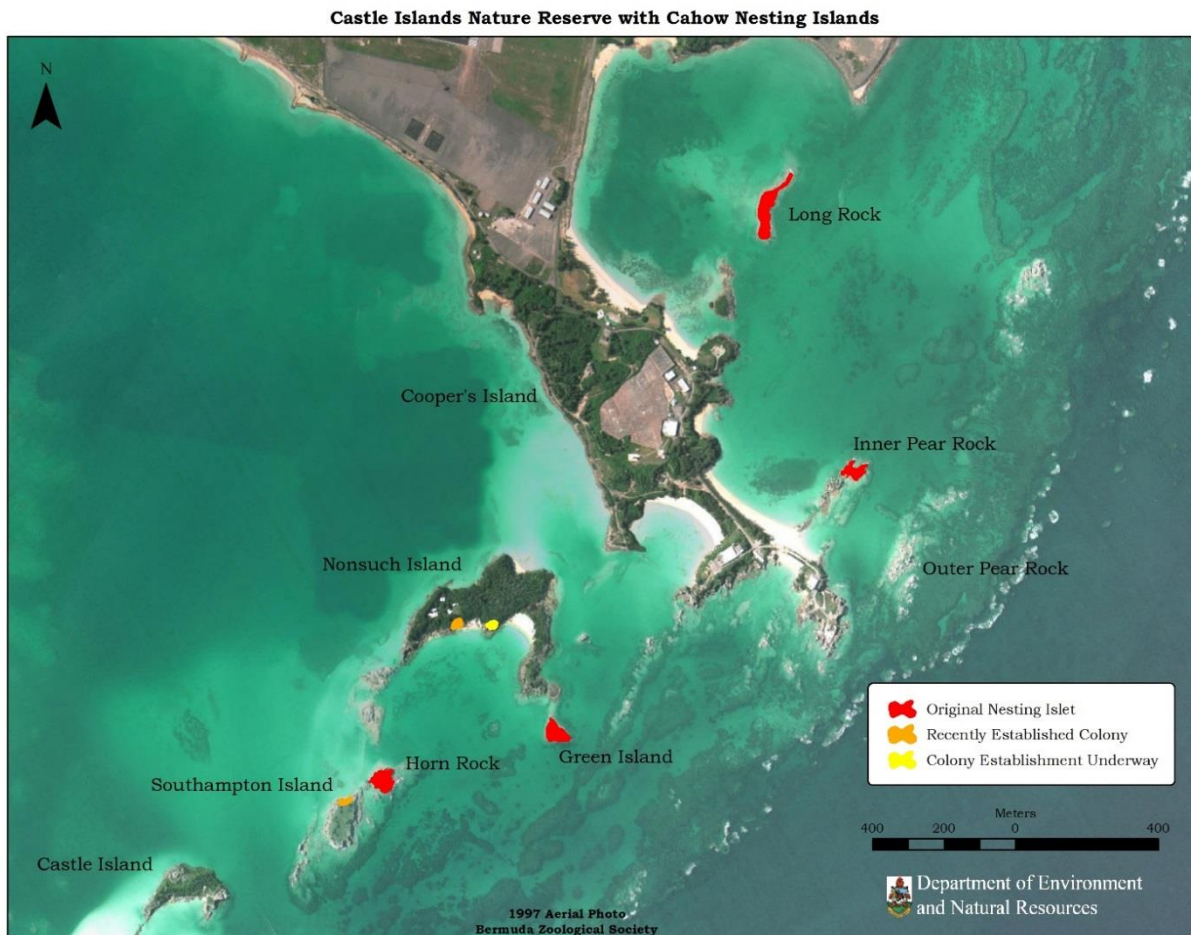 Castle Islands Nature Reserve with Cahow Nesting Islands
N
Long Rock
Cooper's Island
Inner Pear Rock
Nonsuch Island
Outer Pear Rock
Original Nesting Islet
Recently Established Colony
Colony Establishment Underway
Green Island
Horn Rock
Southampton Island
Meters
400 200 0 400
Castle Island
Department of Environment
and Natural Resources
1997 Aerial Photo
Bermuda Zoological Society